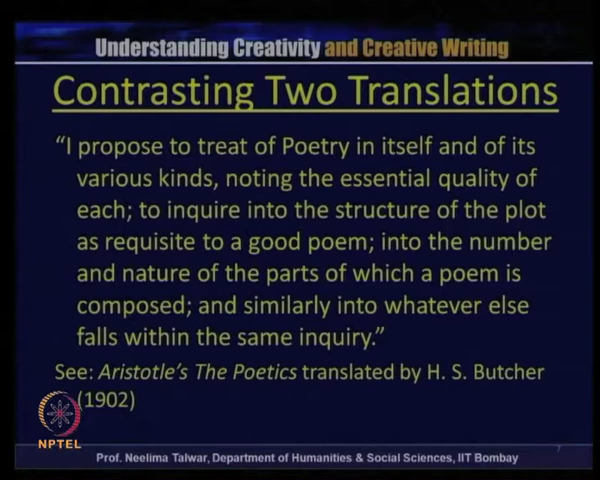 Understanding Creativity and Creative Writing
Contrasting Two Translations
“I propose to treat of Poetry in itself and of its
various kinds, noting the essential quality of
each; to inquire into the structure of the plot
as requisite to a good poem; into the number
and nature of the parts of which a poem is
composed; and similarly into whatever else
falls within the same inquiry.”
See: Aristotle’s The Poetics translated by H. S. Butcher
(1902)
NPTEL
7
Prof. Neelima Talwar, Department of Humanities & Social Sciences, IIT Bombay